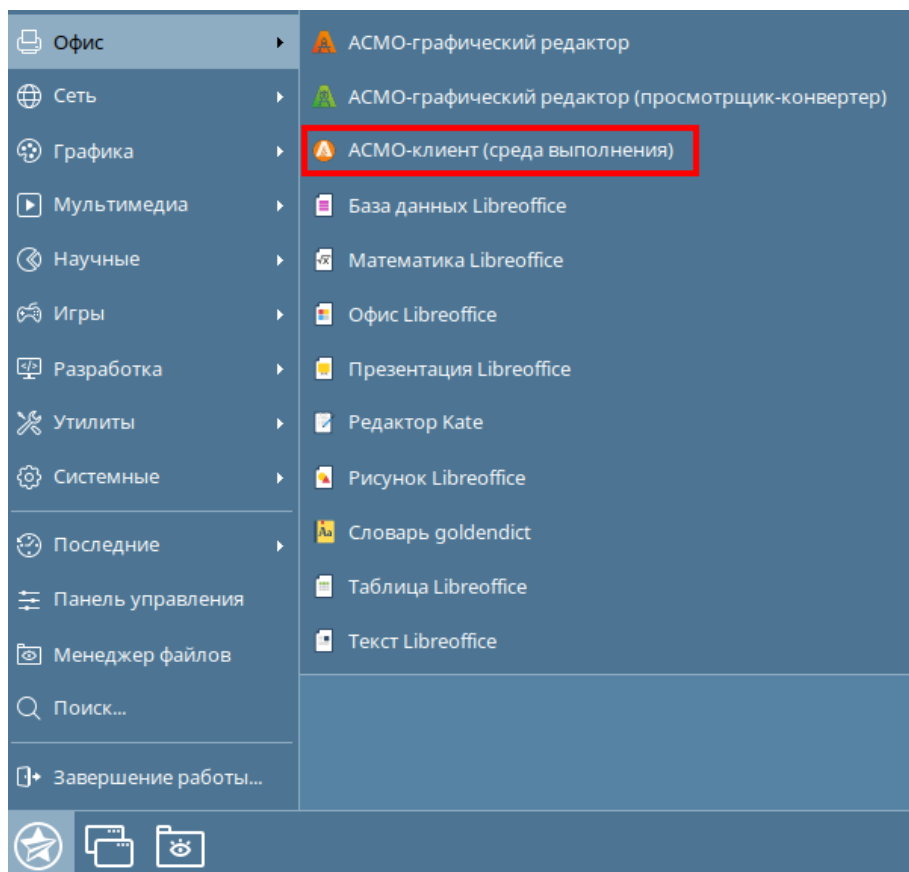 Офис
Сеть
Графика
Мультимедиа
Научные
Игры
Разработка
Утилиты
Системные
Последние
Панель управления
Менеджер файлов
Поиск...
Завершение работы...
АСМО-графический редактор
АСМО-графический редактор (просмотрщик-конвертер)
АСМО-клиент (среда выполнения)
База данных Libreoffice
Математика Libreoffice
Офис Libreoffice
Презентация Libreoffice
Редактор Kate
Рисунок Libreoffice
Словарь goldendict
Таблица Libreoffice
Текст Libreoffice